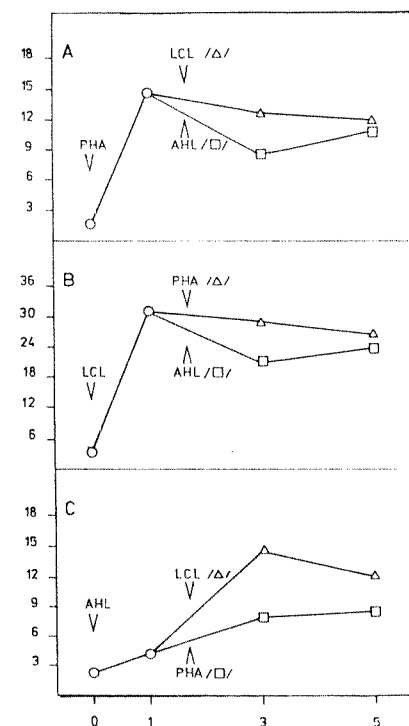 A
18
15
12
9
6
3
LCL /△/
PHA
AHL/□/
B
36
30
24
18
12
6
PHA /△/
LCL
AHL/□/
C
18
15
12
9
6
3
LCL /△/
AHL
PHA/□/
0 1 3 5